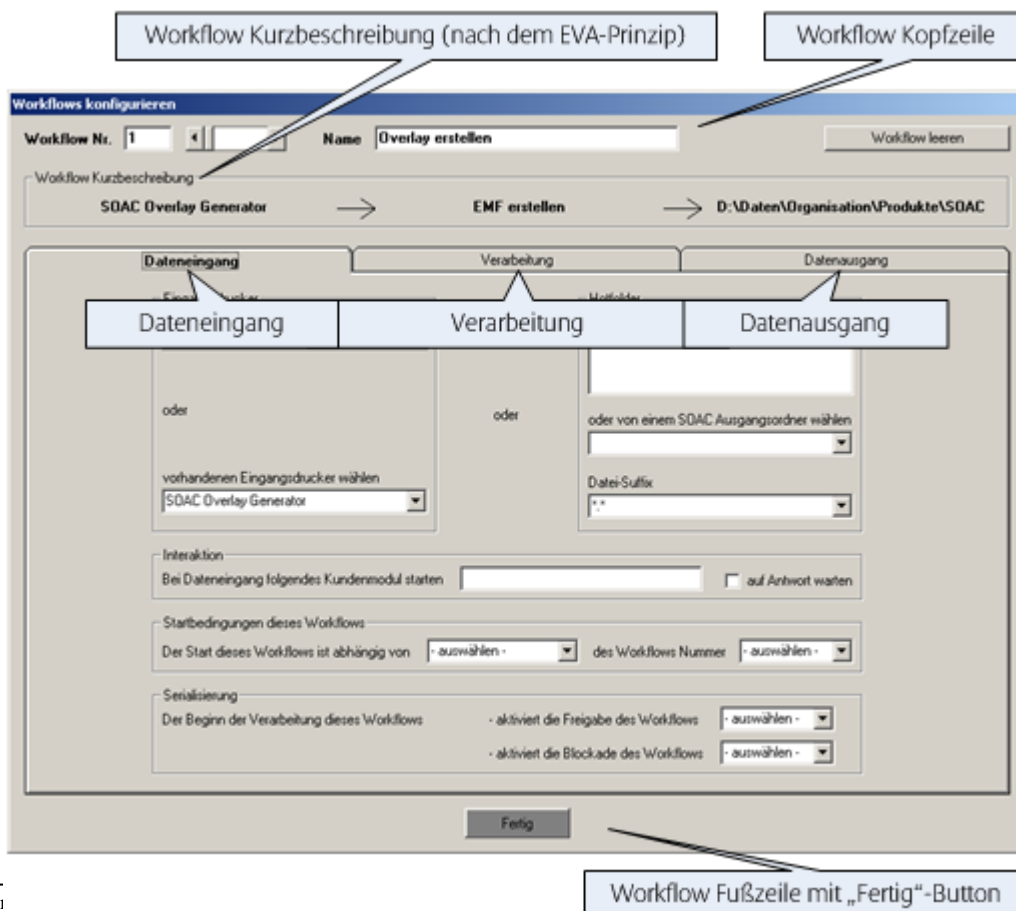 Workflow Kurzbeschreibung (nach dem EVA-Prinzip)
Workflow Kopfzeile
Workflows konfigurieren
Workflow Nr. 1
Name Overlay erstellen
Workflow leeren
Workflow Kurzbeschreibung
SOAC Overlay Generator
EMF erstellen
D:\Daten\Organisation\Produkte\SOAC
Dateneingang
Verarbeitung
Datenausgang
Hotfolder
Dateneingang
Verarbeitung
Datenausgang
oder
oder
oder von einem SOAC Ausgangsordner wählen
vorhandenen Eingangsdrucker wählen
SOAC Overlay Generator
Datei-Suffix
*.*
Interaktion
Bei Dateneingang folgendes Kundenmodul starten
auf Antwort warten
Startbedingungen dieses Workflows
Der Start dieses Workflows ist abhängig von - auswählen - des Workflows Nummer - auswählen -
Serialisierung
Der Beginn der Verarbeitung dieses Workflows - aktiviert die Freigabe des Workflows - auswählen -
- aktiviert die Blockade des Workflows - auswählen -
Fertig
Workflow Fußzeile mit „Fertig“-Button